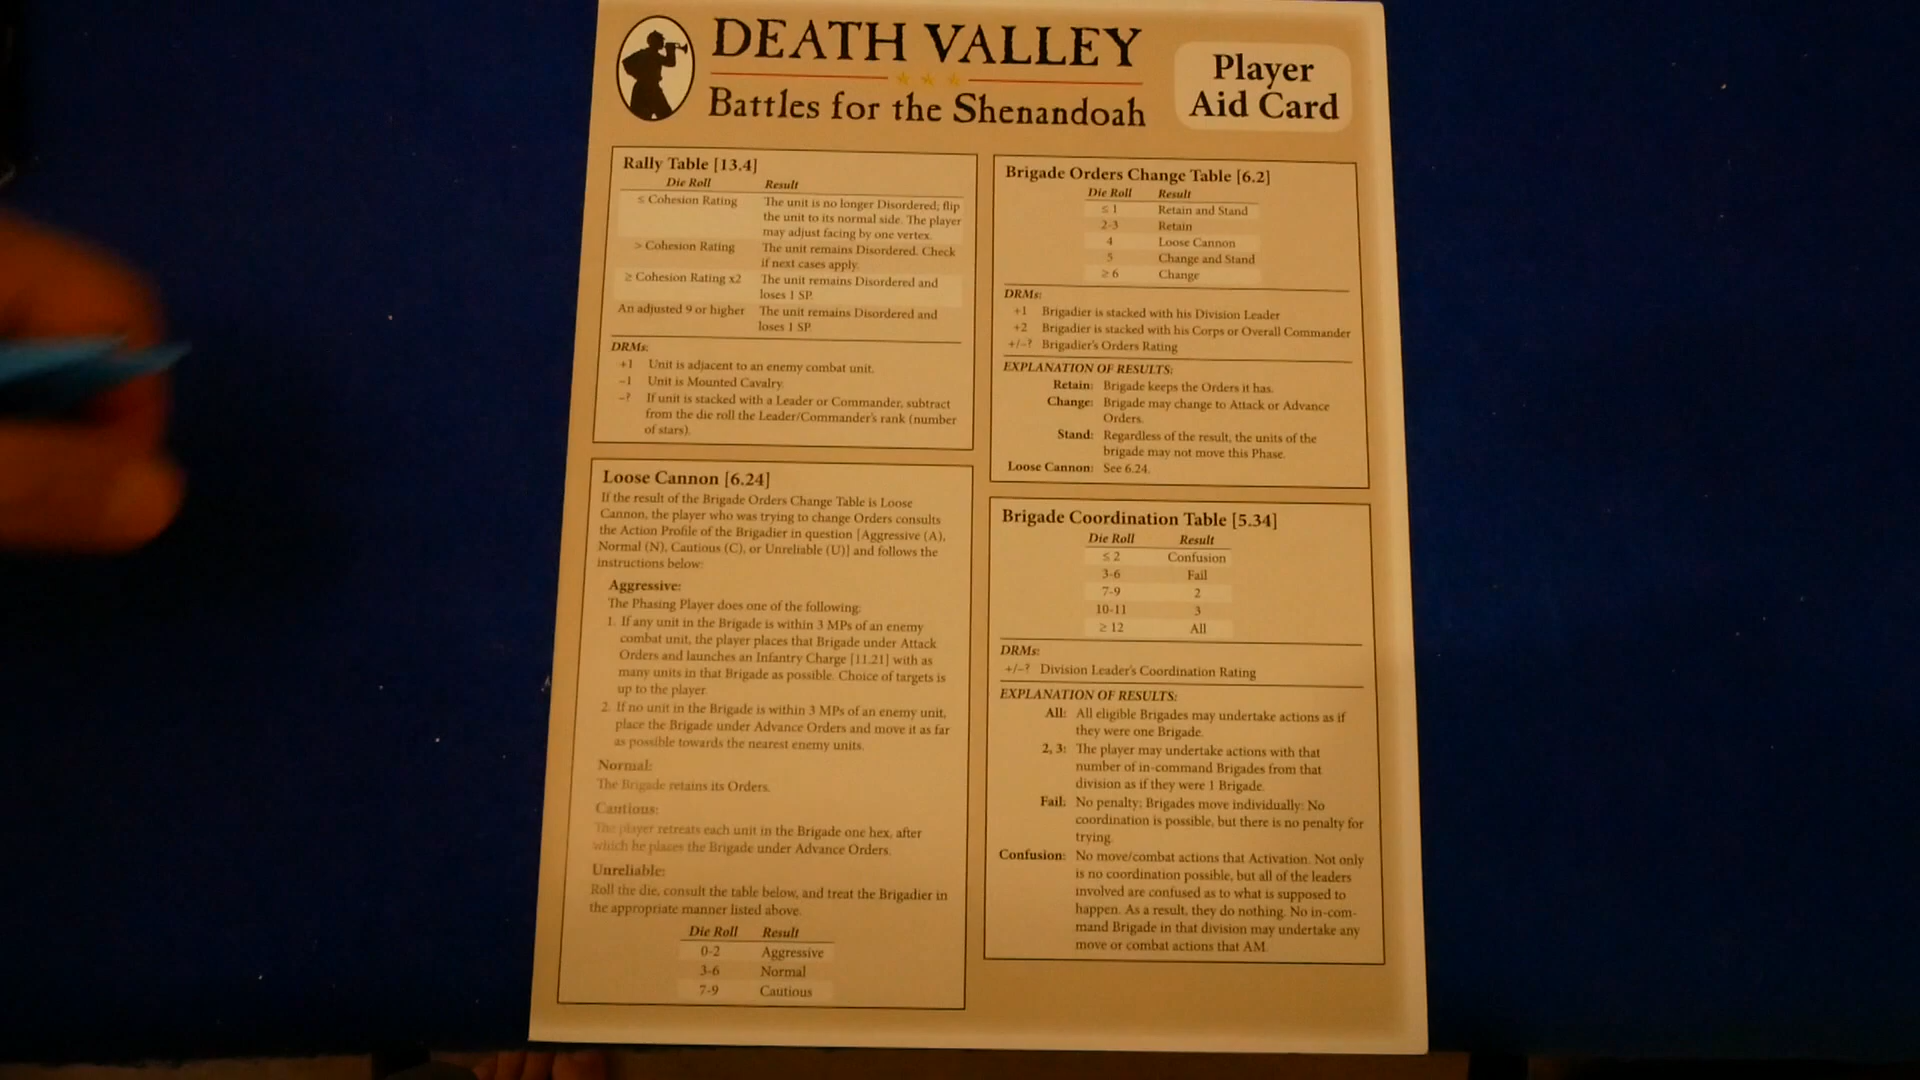 DEATH VALLEY
Battles for the Shenandoah
Player
Aid Card
Rally Table [13.4]
Die Roll Result
≤ Cohesion Rating The unit is no longer Disordered; flip
the unit to its normal side. The player
may adjust facing by one vertex.
> Cohesion Rating The unit remains Disordered. Check
if next cases apply.
≥ Cohesion Rating x2 The unit remains Disordered and
loses 1 SP.
An adjusted 9 or higher The unit remains Disordered and
loses 1 SP
DRMs:
+1 Unit is adjacent to an enemy combat unit.
–1 Unit is Mounted Cavalry.
–? If unit is stacked with a Leader or Commander, subtract
from the die roll the Leader/Commander's rank (number
of stars).
Loose Cannon [6.24]
If the result of the Brigade Orders Change Table is Loose
Cannon, the player who was trying to change Orders consults
the Action Profile of the Brigadier in question [Aggressive (A),
Normal (N), Cautious (C), or Unreliable (U)] and follows the
instructions below:
Aggressive:
The Phasing Player does one of the following:
1. If any unit in the Brigade is within 3 MPs of an enemy
combat unit, the player places that Brigade under Attack
Orders and launches an Infantry Charge [11.21] with as
many units in that Brigade as possible. Choice of targets is
up to the player.
2. If no unit in the Brigade is within 3 MPs of an enemy unit,
place the Brigade under Advance Orders and move it as far
as possible towards the nearest enemy units.
Normal:
The Brigade retains its Orders.
Cautious:
The player retreats each unit in the Brigade one hex, after
which he places the Brigade under Advance Orders.
Unreliable:
Roll the die, consult the table below, and treat the Brigadier in
the appropriate manner listed above.
Die Roll Result
0-2 Aggressive
3-6 Normal
7-9 Cautious
Brigade Orders Change Table [6.2]
Die Roll Result
≤ 1 Retain and Stand
2-3 Retain
4 Loose Cannon
5 Change and Stand
≥ 6 Change
DRMs:
+1 Brigadier is stacked with his Division Leader
+2 Brigadier is stacked with his Corps or Overall Commander
+/–? Brigadier's Orders Rating
EXPLANATION OF RESULTS:
Retain: Brigade keeps the Orders it has.
Change: Brigade may change to Attack or Advance
Orders.
Stand: Regardless of the result, the units of the
brigade may not move this Phase.
Loose Cannon: See 6.24.
Brigade Coordination Table [5.34]
Die Roll Result
≤ 2 Confusion
3-6 Fail
7-9 2
10-11 3
≥ 12 All
DRMs:
+/–? Division Leader's Coordination Rating
EXPLANATION OF RESULTS:
All: All eligible Brigades may undertake actions as if
they were one Brigade.
2, 3: The player may undertake actions with that
number of in-command Brigades from that
division as if they were 1 Brigade.
Fail: No penalty; Brigades move individually: No
coordination is possible, but there is no penalty for
trying.
Confusion: No move/combat actions that Activation. Not only
is no coordination possible, but all of the leaders
involved are confused as to what is supposed to
happen. As a result, they do nothing. No in-com-
mand Brigade in that division may undertake any
move or combat actions that AM.